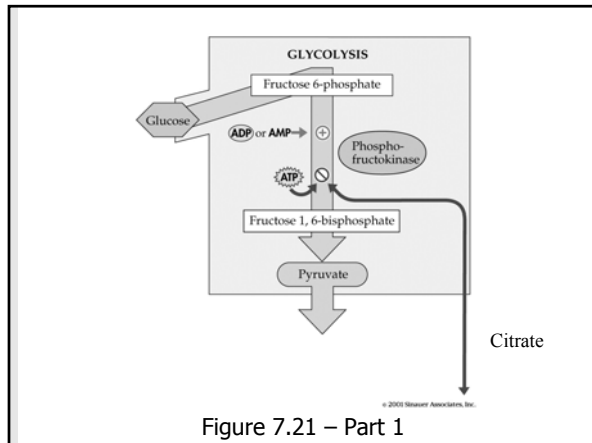 GLYCOLYSIS
Fructose 6-phosphate
Glucose
ADP or AMP
+
Phospho-
fructokinase
ATP
Fructose 1, 6-bisphosphate
Pyruvate
Citrate
© 2001 Sinauer Associates, Inc.
Figure 7.21 – Part 1